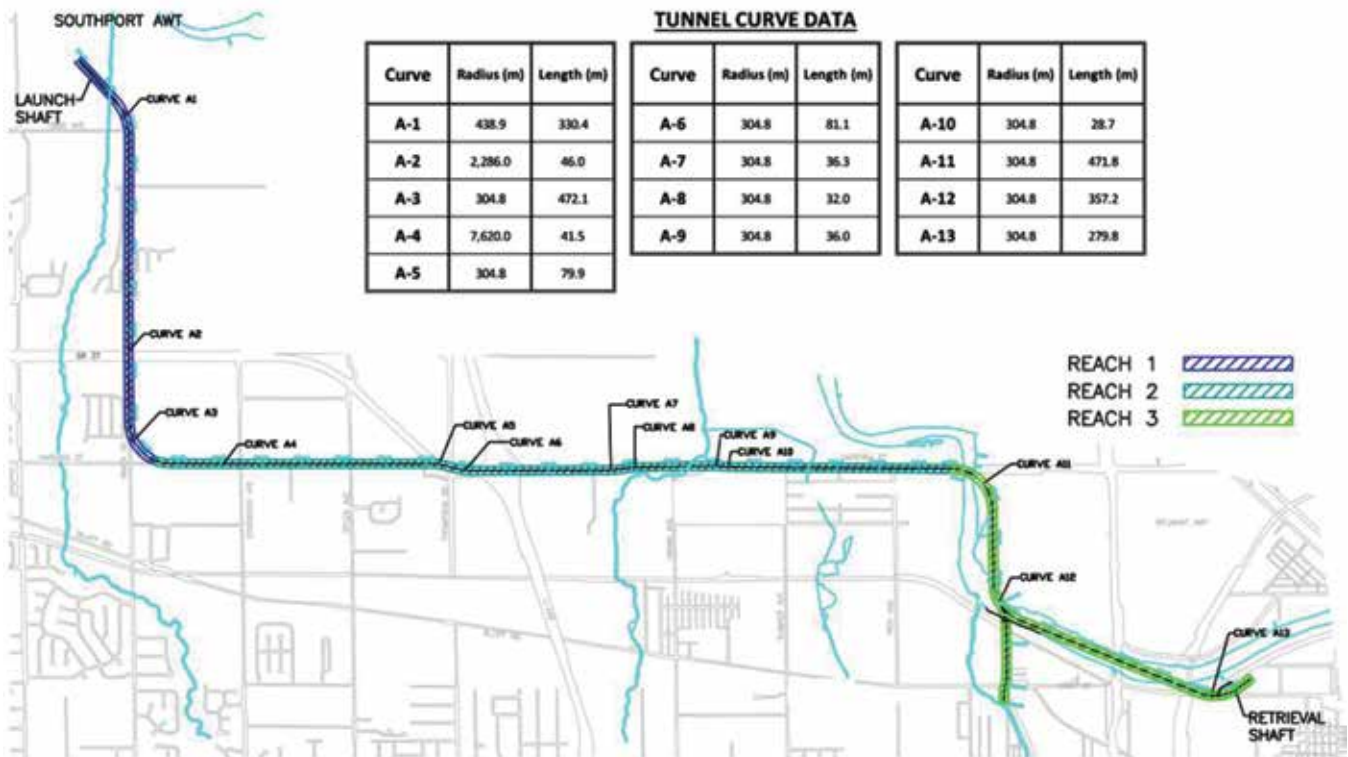 SOUTHPORT AWT
TUNNEL CURVE DATA
Curve Radius (m) Length (m)
A-1 438.9 330.4
A-2 2,286.0 46.0
A-3 304.8 472.1
A-4 7,620.0 41.5
A-5 304.8 79.9
Curve Radius (m) Length (m)
A-6 304.8 81.1
A-7 304.8 36.3
A-8 304.8 32.0
A-9 304.8 36.0
Curve Radius (m) Length (m)
A-10 304.8 28.7
A-11 304.8 471.8
A-12 304.8 357.2
A-13 304.8 279.8
LAUNCH
SHAFT
CURVE A1
CURVE A2
REACH 1
REACH 2
REACH 3
CURVE A3
CURVE A4
CURVE A5
CURVE A6
CURVE A7
CURVE A8
CURVE A9
CURVE A10
CURVE A11
CURVE A12
CURVE A13
RETRIEVAL
SHAFT